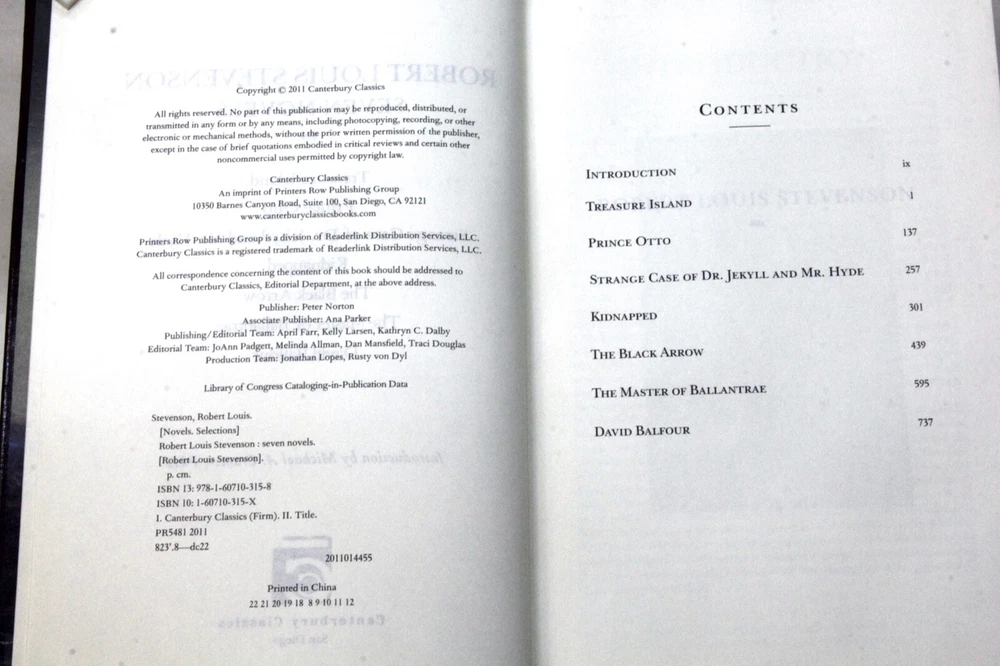 Copyright © 2011 Canterbury Classics
All rights reserved. No part of this publication may be reproduced, distributed, or
transmitted in any form or by any means, including photocopying, recording, or other
electronic or mechanical methods, without the prior written permission of the publisher,
except in the case of brief quotations embodied in critical reviews and certain other
noncommercial uses permitted by copyright law.
Canterbury Classics
An imprint of Printers Row Publishing Group
10350 Barnes Canyon Road, Suite 100, San Diego, CA 92121
www.canterburyclassicsbooks.com
Printers Row Publishing Group is a division of Readerlink Distribution Services, LLC.
Canterbury Classics is a registered trademark of Readerlink Distribution Services, LLC.
All correspondence concerning the content of this book should be addressed to
Canterbury Classics, Editorial Department, at the above address.
Publisher: Peter Norton
Associate Publisher: Ana Parker
Publishing/Editorial Team: April Farr, Kelly Larsen, Kathryn C. Dalby
Editorial Team: JoAnn Padgett, Melinda Allman, Dan Mansfield, Traci Douglas
Production Team: Jonathan Lopes, Rusty von Dyl
Library of Congress Cataloging-in-Publication Data
Stevenson, Robert Louis.
[Novels. Selections]
Robert Louis Stevenson : seven novels.
[Robert Louis Stevenson].
p. cm.
ISBN 13: 978-1-60710-315-8
ISBN 10: 1-60710-315-X
I. Canterbury Classics (Firm). II. Title.
PR5481 2011
823'.8—dc22
2011014455
Printed in China
22 21 20 19 18 8 9 10 11 12
CONTENTS
INTRODUCTION ix
TREASURE ISLAND 1
PRINCE OTTO 137
STRANGE CASE OF DR. JEKYLL AND MR. HYDE 257
KIDNAPPED 301
THE BLACK ARROW 439
THE MASTER OF BALLANTRAE 595
DAVID BALFOUR 737